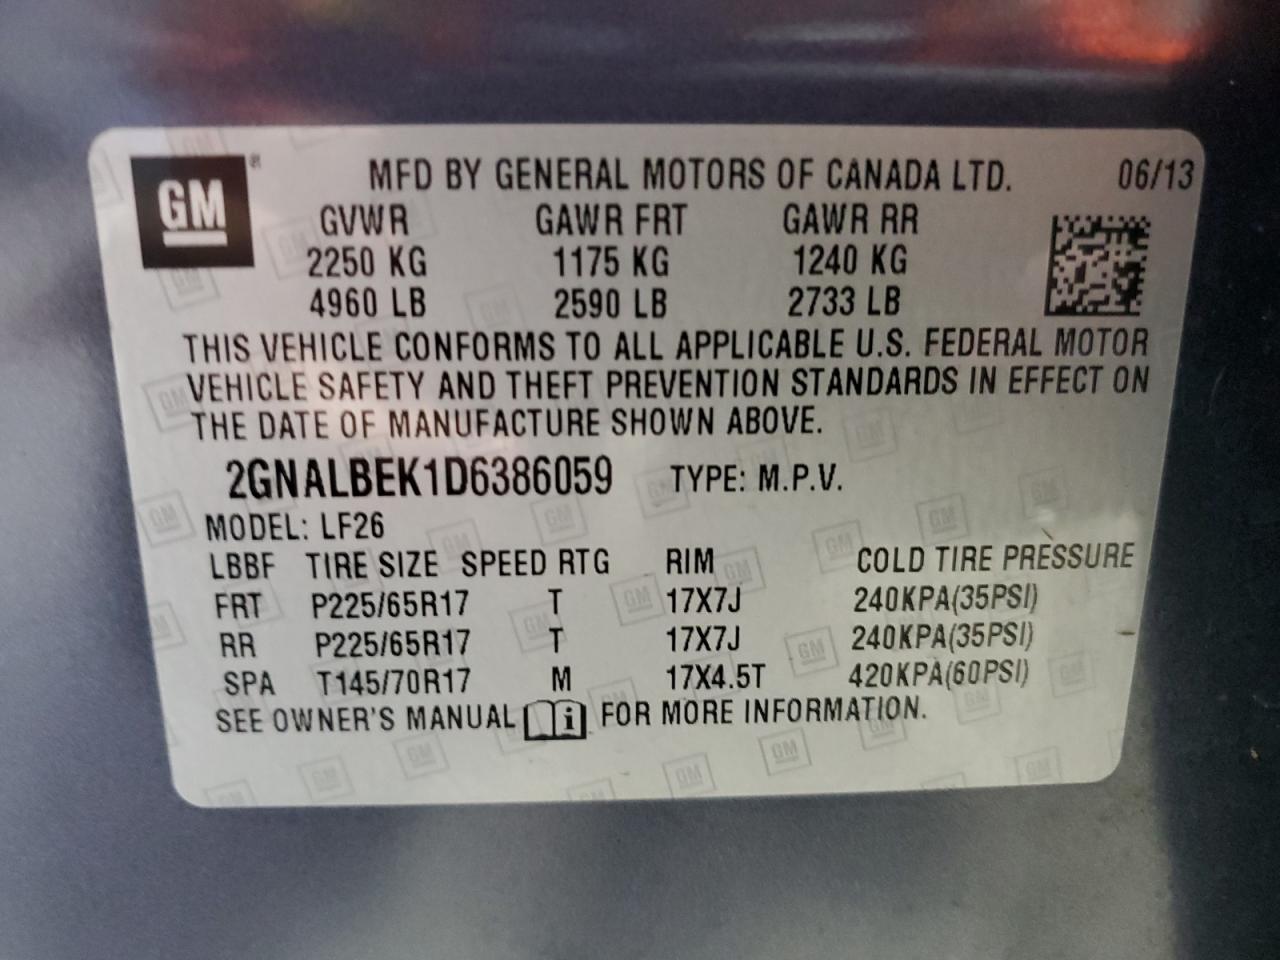 GM ® MFD BY GENERAL MOTORS OF CANADA LTD. 06/13
GVWR GAWR FRT GAWR RR
2250 KG 1175 KG 1240 KG
4960 LB 2590 LB 2733 LB
THIS VEHICLE CONFORMS TO ALL APPLICABLE U.S. FEDERAL MOTOR
VEHICLE SAFETY AND THEFT PREVENTION STANDARDS IN EFFECT ON
THE DATE OF MANUFACTURE SHOWN ABOVE.
2GNALBEK1D6386059 TYPE: M.P.V.
MODEL: LF26
LBBF TIRE SIZE SPEED RTG RIM COLD TIRE PRESSURE
FRT P225/65R17 T 17X7J 240KPA(35PSI)
RR P225/65R17 T 17X7J 240KPA(35PSI)
SPA T145/70R17 M 17X4.5T 420KPA(60PSI)
SEE OWNER'S MANUAL i FOR MORE INFORMATION.